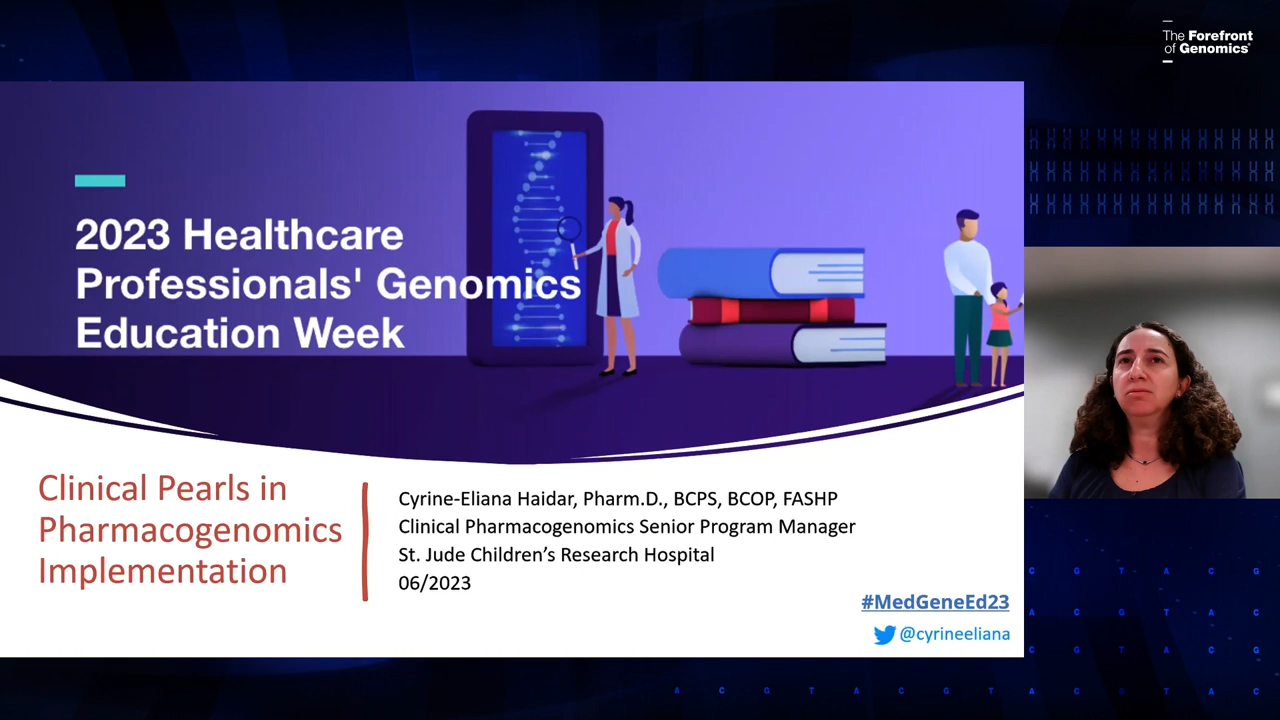 The Forefront
of Genomics®
2023 Healthcare
Professionals' Genomics
Education Week
Clinical Pearls in
Pharmacogenomics
Implementation
Cyrine-Eliana Haidar, Pharm.D., BCPS, BCOP, FASHP
Clinical Pharmacogenomics Senior Program Manager
St. Jude Children’s Research Hospital
06/2023
#MedGeneEd23
@cyrineeliana
C G T A C G
A C G T A C
C G T A C G
A C G T A C G T A C G T A C